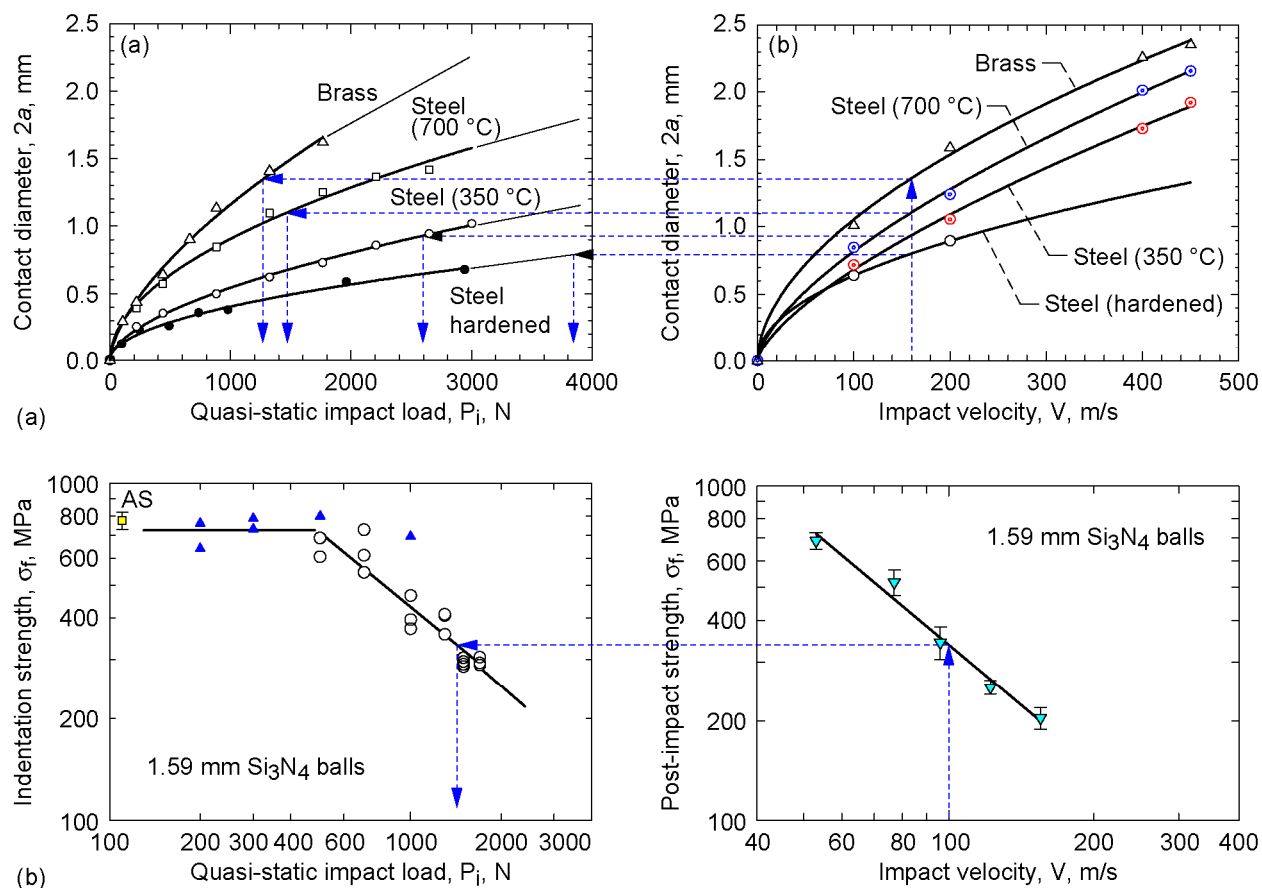 (a)
2.5
2.0
1.5
1.0
0.5
0.0
Contact diameter, 2a, mm
Brass
Steel
(700 °C)
Steel (350 °C)
Steel
hardened
0
1000
2000
3000
4000
Quasi-static impact load, Pi, N
(a)
(b)
2.5
2.0
1.5
1.0
0.5
0.0
Contact diameter, 2a, mm
Brass
Steel (700 °C)
Steel (350 °C)
Steel (hardened)
0
100
200
300
400
500
Impact velocity, V, m/s
1000
800
600
400
200
100
Indentation strength, σf, MPa
AS
1.59 mm Si3N4 balls
100
200
300
400
600
1000
2000
3000
Quasi-static impact load, Pi, N
(b)
1000
800
600
400
200
100
Post-impact strength, σf, MPa
1.59 mm Si3N4 balls
40
60
80
100
200
400
Impact velocity, V, m/s